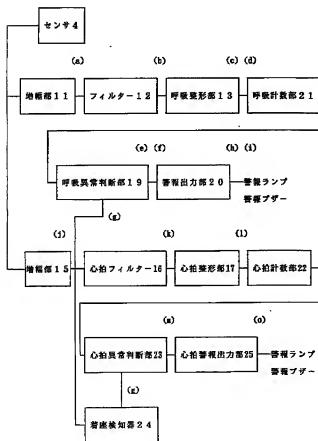 センサ4
(a) (b) (c) (d)
増幅部11 フィルター12 呼吸整形部13 呼吸計数部21
(e) (f) (h) (i)
呼吸異常判断部19 警報出力部20 警報ランプ
警報ブザー
(g)
(j) (k) (l)
増幅部15 心拍フィルター16 心拍整形部17 心拍計数部22
(m) (o)
心拍異常判断部23 心拍警報出力部25 警報ランプ
警報ブザー
(g)
着座検知器24